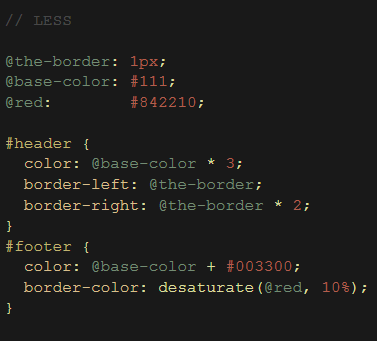 // LESS
@the-border: 1px;
@base-color: #111;
@red:        #842210;
#header {
  color: @base-color * 3;
  border-left: @the-border;
  border-right: @the-border * 2;
}
#footer {
  color: @base-color + #003300;
  border-color: desaturate(@red, 10%);
}